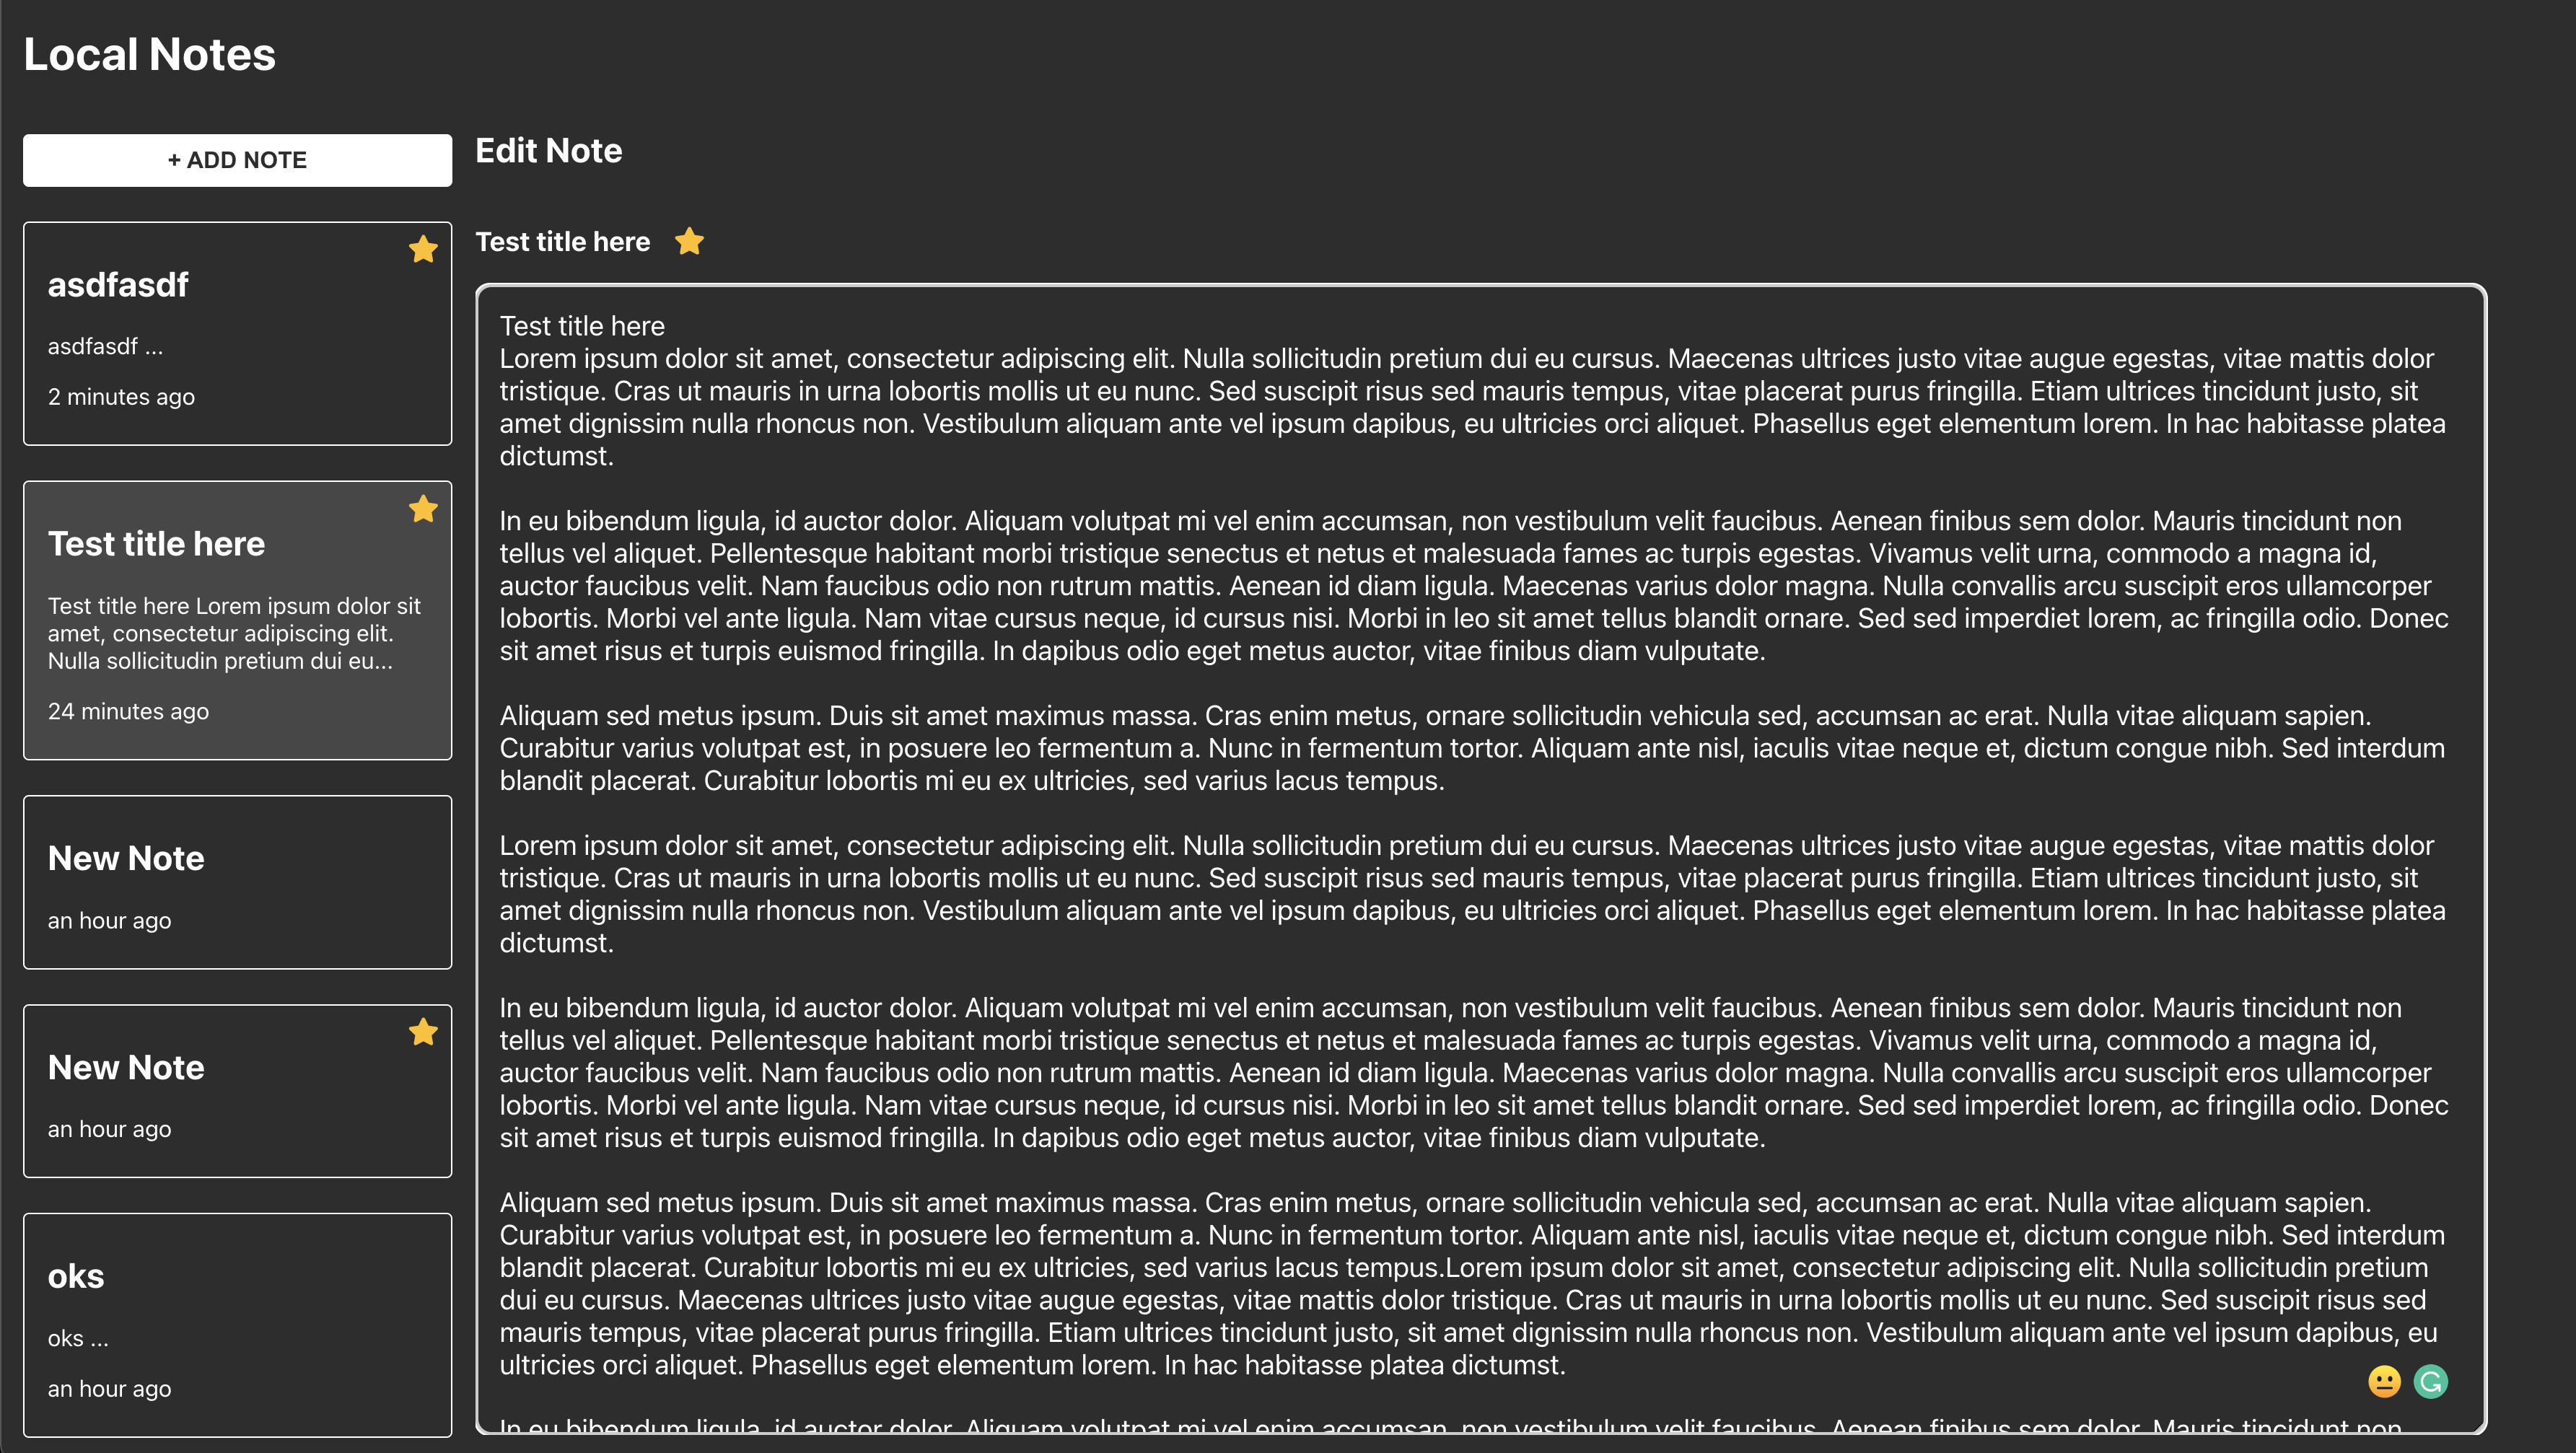 Local Notes
+ ADD NOTE
asdfasdf
asdfasdf ...
2 minutes ago
Test title here
Test title here Lorem ipsum dolor sit
amet, consectetur adipiscing elit.
Nulla sollicitudin pretium dui eu...
24 minutes ago
New Note
an hour ago
New Note
an hour ago
oks
oks ...
an hour ago
Edit Note
Test title here
Test title here
Lorem ipsum dolor sit amet, consectetur adipiscing elit. Nulla sollicitudin pretium dui eu cursus. Maecenas ultrices justo vitae augue egestas, vitae mattis dolor
tristique. Cras ut mauris in urna lobortis mollis ut eu nunc. Sed suscipit risus sed mauris tempus, vitae placerat purus fringilla. Etiam ultrices tincidunt justo, sit
amet dignissim nulla rhoncus non. Vestibulum aliquam ante vel ipsum dapibus, eu ultricies orci aliquet. Phasellus eget elementum lorem. In hac habitasse platea
dictumst.
In eu bibendum ligula, id auctor dolor. Aliquam volutpat mi vel enim accumsan, non vestibulum velit faucibus. Aenean finibus sem dolor. Mauris tincidunt non
tellus vel aliquet. Pellentesque habitant morbi tristique senectus et netus et malesuada fames ac turpis egestas. Vivamus velit urna, commodo a magna id,
auctor faucibus velit. Nam faucibus odio non rutrum mattis. Aenean id diam ligula. Maecenas varius dolor magna. Nulla convallis arcu suscipit eros ullamcorper
lobortis. Morbi vel ante ligula. Nam vitae cursus neque, id cursus nisi. Morbi in leo sit amet tellus blandit ornare. Sed sed imperdiet lorem, ac fringilla odio. Donec
sit amet risus et turpis euismod fringilla. In dapibus odio eget metus auctor, vitae finibus diam vulputate.
Aliquam sed metus ipsum. Duis sit amet maximus massa. Cras enim metus, ornare sollicitudin vehicula sed, accumsan ac erat. Nulla vitae aliquam sapien.
Curabitur varius volutpat est, in posuere leo fermentum a. Nunc in fermentum tortor. Aliquam ante nisl, iaculis vitae neque et, dictum congue nibh. Sed interdum
blandit placerat. Curabitur lobortis mi eu ex ultricies, sed varius lacus tempus.
Lorem ipsum dolor sit amet, consectetur adipiscing elit. Nulla sollicitudin pretium dui eu cursus. Maecenas ultrices justo vitae augue egestas, vitae mattis dolor
tristique. Cras ut mauris in urna lobortis mollis ut eu nunc. Sed suscipit risus sed mauris tempus, vitae placerat purus fringilla. Etiam ultrices tincidunt justo, sit
amet dignissim nulla rhoncus non. Vestibulum aliquam ante vel ipsum dapibus, eu ultricies orci aliquet. Phasellus eget elementum lorem. In hac habitasse platea
dictumst.
In eu bibendum ligula, id auctor dolor. Aliquam volutpat mi vel enim accumsan, non vestibulum velit faucibus. Aenean finibus sem dolor. Mauris tincidunt non
tellus vel aliquet. Pellentesque habitant morbi tristique senectus et netus et malesuada fames ac turpis egestas. Vivamus velit urna, commodo a magna id,
auctor faucibus velit. Nam faucibus odio non rutrum mattis. Aenean id diam ligula. Maecenas varius dolor magna. Nulla convallis arcu suscipit eros ullamcorper
lobortis. Morbi vel ante ligula. Nam vitae cursus neque, id cursus nisi. Morbi in leo sit amet tellus blandit ornare. Sed sed imperdiet lorem, ac fringilla odio. Donec
sit amet risus et turpis euismod fringilla. In dapibus odio eget metus auctor, vitae finibus diam vulputate.
Aliquam sed metus ipsum. Duis sit amet maximus massa. Cras enim metus, ornare sollicitudin vehicula sed, accumsan ac erat. Nulla vitae aliquam sapien.
Curabitur varius volutpat est, in posuere leo fermentum a. Nunc in fermentum tortor. Aliquam ante nisl, iaculis vitae neque et, dictum congue nibh. Sed interdum
blandit placerat. Curabitur lobortis mi eu ex ultricies, sed varius lacus tempus.Lorem ipsum dolor sit amet, consectetur adipiscing elit. Nulla sollicitudin pretium
dui eu cursus. Maecenas ultrices justo vitae augue egestas, vitae mattis dolor tristique. Cras ut mauris in urna lobortis mollis ut eu nunc. Sed suscipit risus sed
mauris tempus, vitae placerat purus fringilla. Etiam ultrices tincidunt justo, sit amet dignissim nulla rhoncus non. Vestibulum aliquam ante vel ipsum dapibus, eu
ultricies orci aliquet. Phasellus eget elementum lorem. In hac habitasse platea dictumst.
In eu bibendum ligula, id auctor dolor. Aliquam volutpat mi vel enim accumsan, non vestibulum velit faucibus. Aenean finibus sem dolor. Mauris tincidunt non